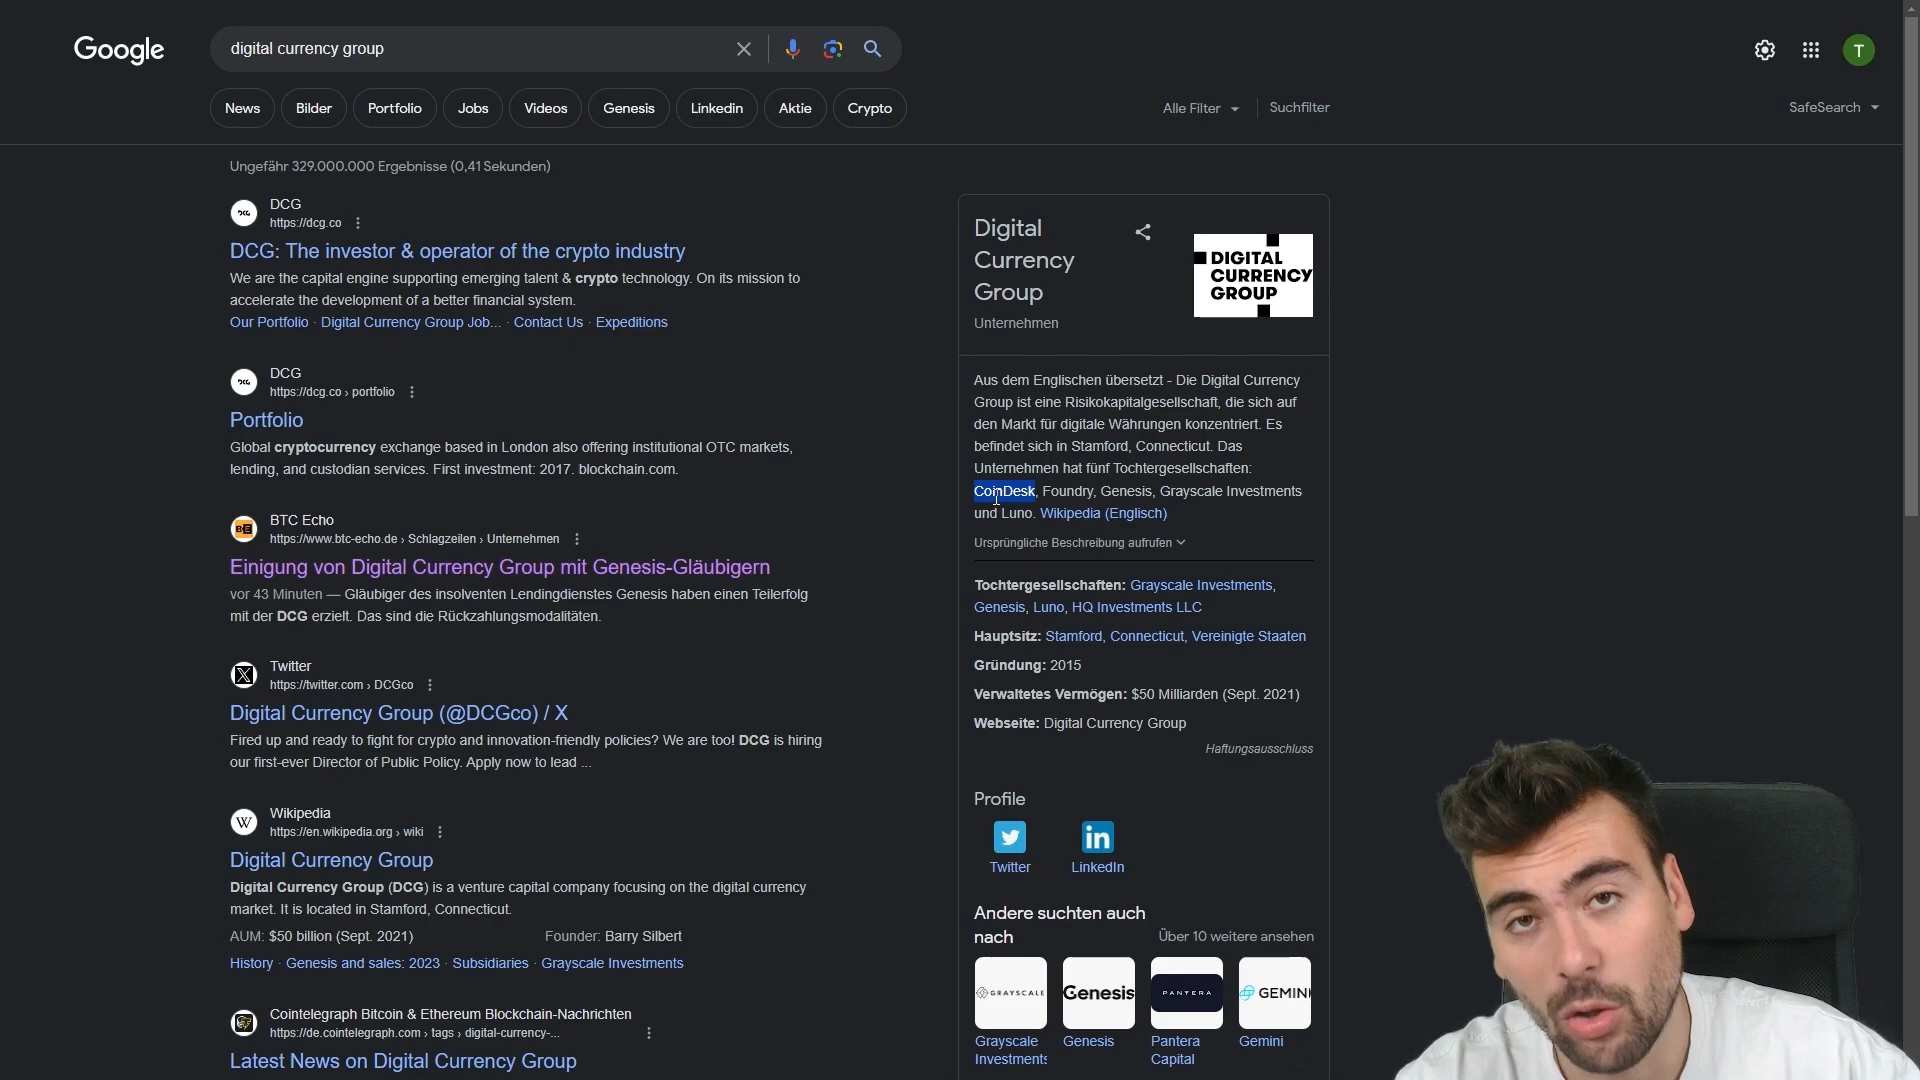 Google
digital currency group
T
News
Bilder
Portfolio
Jobs
Videos
Genesis
Linkedin
Aktie
Crypto
Alle Filter
Suchfilter
SafeSearch
Ungefähr 329.000.000 Ergebnisse (0,41 Sekunden)
DCG
https://dcg.co
DCG: The investor & operator of the crypto industry
We are the capital engine supporting emerging talent & crypto technology. On its mission to
accelerate the development of a better financial system.
Our Portfolio · Digital Currency Group Job... · Contact Us · Expeditions
DCG
https://dcg.co › portfolio
Portfolio
Global cryptocurrency exchange based in London also offering institutional OTC markets,
lending, and custodian services. First investment: 2017. blockchain.com.
BTC Echo
https://www.btc-echo.de › Schlagzeilen › Unternehmen
Einigung von Digital Currency Group mit Genesis-Gläubigern
vor 43 Minuten — Gläubiger des insolventen Lendingdienstes Genesis haben einen Teilerfolg
mit der DCG erzielt. Das sind die Rückzahlungsmodalitäten.
Twitter
https://twitter.com › DCGco
Digital Currency Group (@DCGco) / X
Fired up and ready to fight for crypto and innovation-friendly policies? We are too! DCG is hiring
our first-ever Director of Public Policy. Apply now to lead ...
Wikipedia
https://en.wikipedia.org › wiki
Digital Currency Group
Digital Currency Group (DCG) is a venture capital company focusing on the digital currency
market. It is located in Stamford, Connecticut.
AUM: $50 billion (Sept. 2021)
Founder: Barry Silbert
History · Genesis and sales: 2023 · Subsidiaries · Grayscale Investments
Cointelegraph Bitcoin & Ethereum Blockchain-Nachrichten
https://de.cointelegraph.com › tags › digital-currency-...
Latest News on Digital Currency Group
Digital
Currency
Group
Unternehmen
DIGITAL
CURRENCY
GROUP
Aus dem Englischen übersetzt - Die Digital Currency
Group ist eine Risikokapitalgesellschaft, die sich auf
den Markt für digitale Währungen konzentriert. Es
befindet sich in Stamford, Connecticut. Das
Unternehmen hat fünf Tochtergesellschaften:
CoinDesk, Foundry, Genesis, Grayscale Investments
und Luno. Wikipedia (Englisch)
Ursprüngliche Beschreibung aufrufen
Tochtergesellschaften: Grayscale Investments,
Genesis, Luno, HQ Investments LLC
Hauptsitz: Stamford, Connecticut, Vereinigte Staaten
Gründung: 2015
Verwaltetes Vermögen: $50 Milliarden (Sept. 2021)
Webseite: Digital Currency Group
Haftungsausschluss
Profile
Twitter
LinkedIn
Andere suchten auch
nach
Über 10 weitere ansehen
GRAYSCALE
Genesis
PANTERA
GEMINI
Grayscale
Investments
Genesis
Pantera
Capital
Gemini